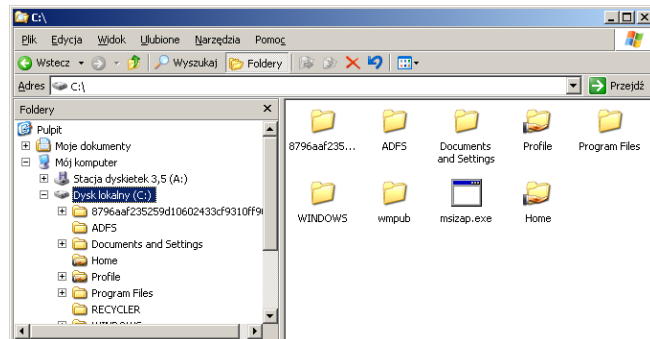 C:\
Plik Edycja Widok Ulubione Narzędzia Pomoc
Wstecz Wyszukaj Foldery
Adres C:\ Przejdź
Foldery
Pulpit
Moje dokumenty
Mój komputer
Stacja dyskietek 3,5 (A:)
Dysk lokalny (C:)
8796aaf235259d10602433cf9310ff9
ADFS
Documents and Settings
Home
Profile
Program Files
RECYCLER
WINDOWS
8796aaf235... ADFS Documents and Settings Profile Program Files
WINDOWS wmpub msizap.exe Home